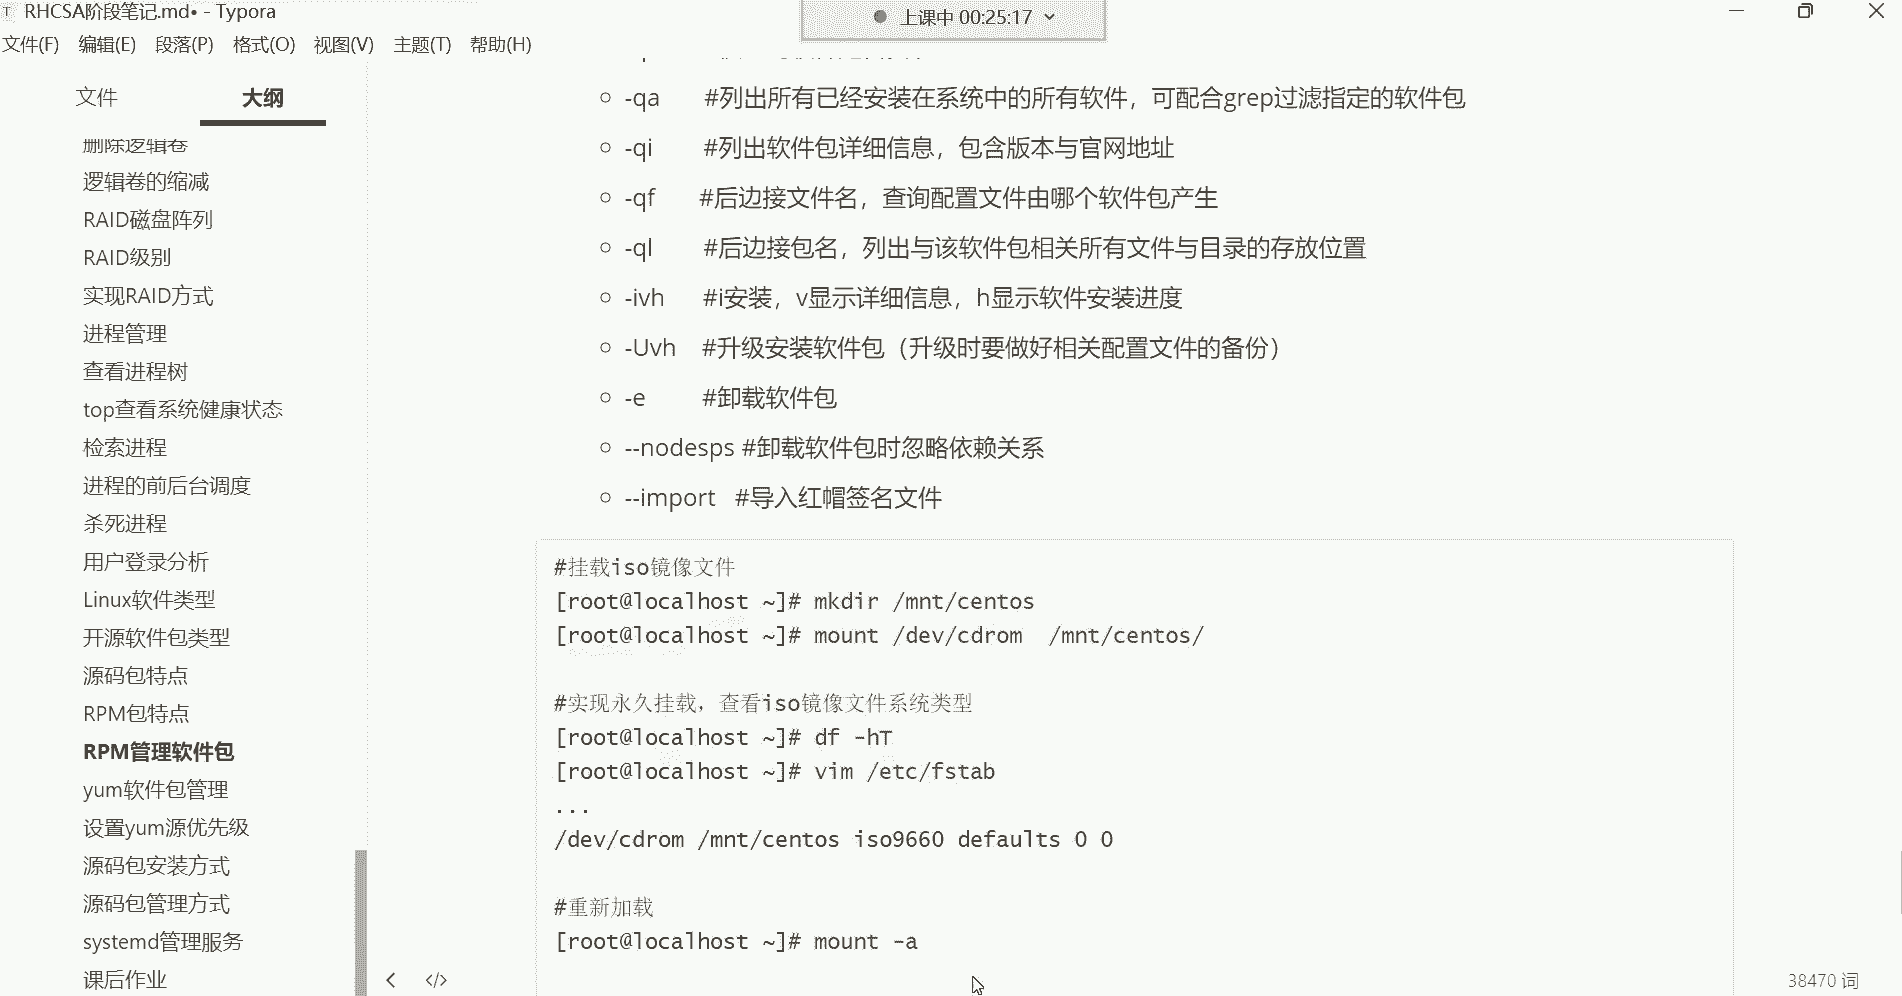 RHCSA阶段笔记.md• - Typora
上课中 00:25:17
文件(F) 编辑(E) 段落(P) 格式(O) 视图(V) 主题(T) 帮助(H)
文件 大纲
删除逻辑卷
逻辑卷的缩减
RAID磁盘阵列
RAID级别
实现RAID方式
进程管理
查看进程树
top查看系统健康状态
检索进程
进程的前后台调度
杀死进程
用户登录分析
Linux软件类型
开源软件包类型
源码包特点
RPM包特点
RPM管理软件包
yum软件包管理
设置yum源优先级
源码包安装方式
源码包管理方式
systemd管理服务
课后作业
-qa #列出所有已经安装在系统中的所有软件，可配合grep过滤指定的软件包
-qi #列出软件包详细信息，包含版本与官网地址
-qf #后边接文件名，查询配置文件由哪个软件包产生
-ql #后边接包名，列出与该软件包相关所有文件与目录的存放位置
-ivh #i安装，v显示详细信息，h显示软件安装进度
-Uvh #升级安装软件包（升级时要做好相关配置文件的备份）
-e #卸载软件包
--nodesps #卸载软件包时忽略依赖关系
--import #导入红帽签名文件
#挂载iso镜像文件
[root@localhost ~]# mkdir /mnt/centos
[root@localhost ~]# mount /dev/cdrom  /mnt/centos/
#实现永久挂载，查看iso镜像文件系统类型
[root@localhost ~]# df -hT
[root@localhost ~]# vim /etc/fstab
...
/dev/cdrom /mnt/centos iso9660 defaults 0 0
#重新加载
[root@localhost ~]# mount -a
38470 词